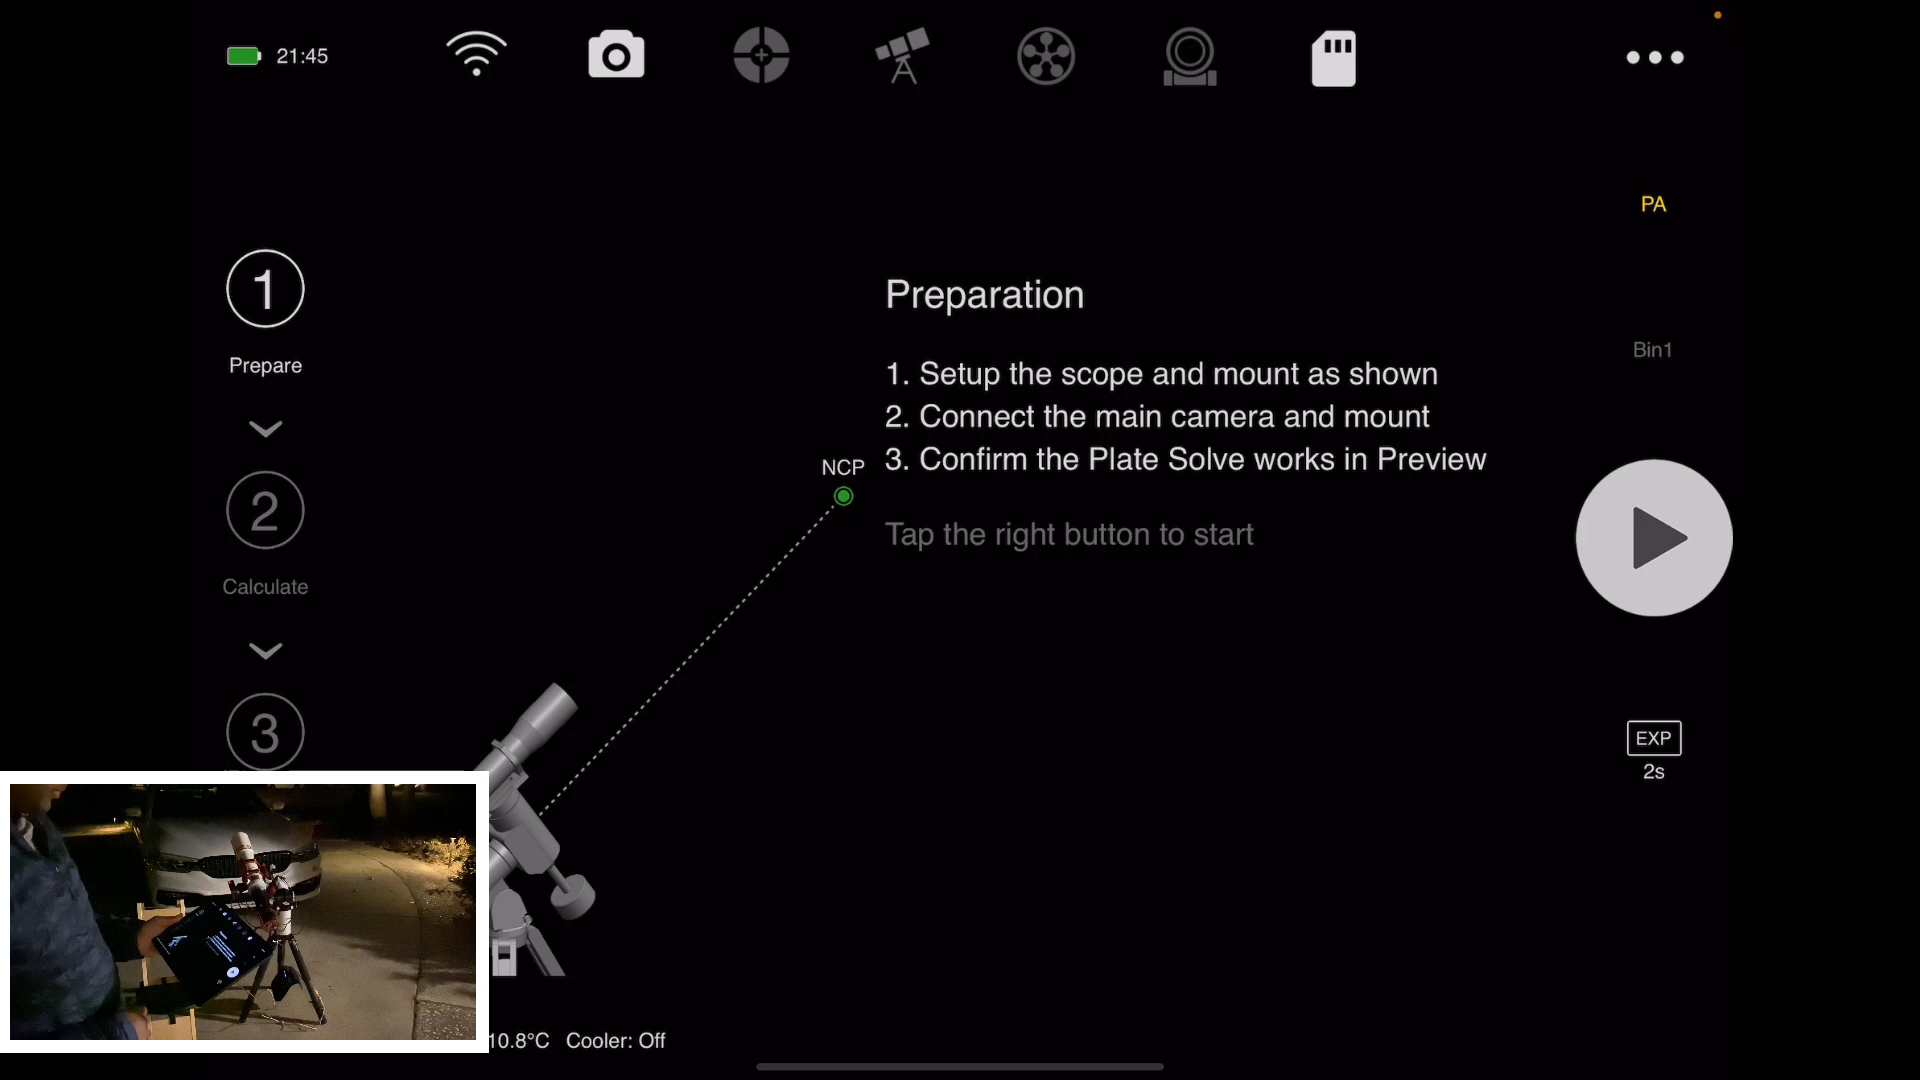 21:45
PA
1
Prepare
Preparation
Bin1
1. Setup the scope and mount as shown
2. Connect the main camera and mount
3. Confirm the Plate Solve works in Preview
NCP
2
Tap the right button to start
Calculate
3
EXP
2s
10.8°C Cooler: Off